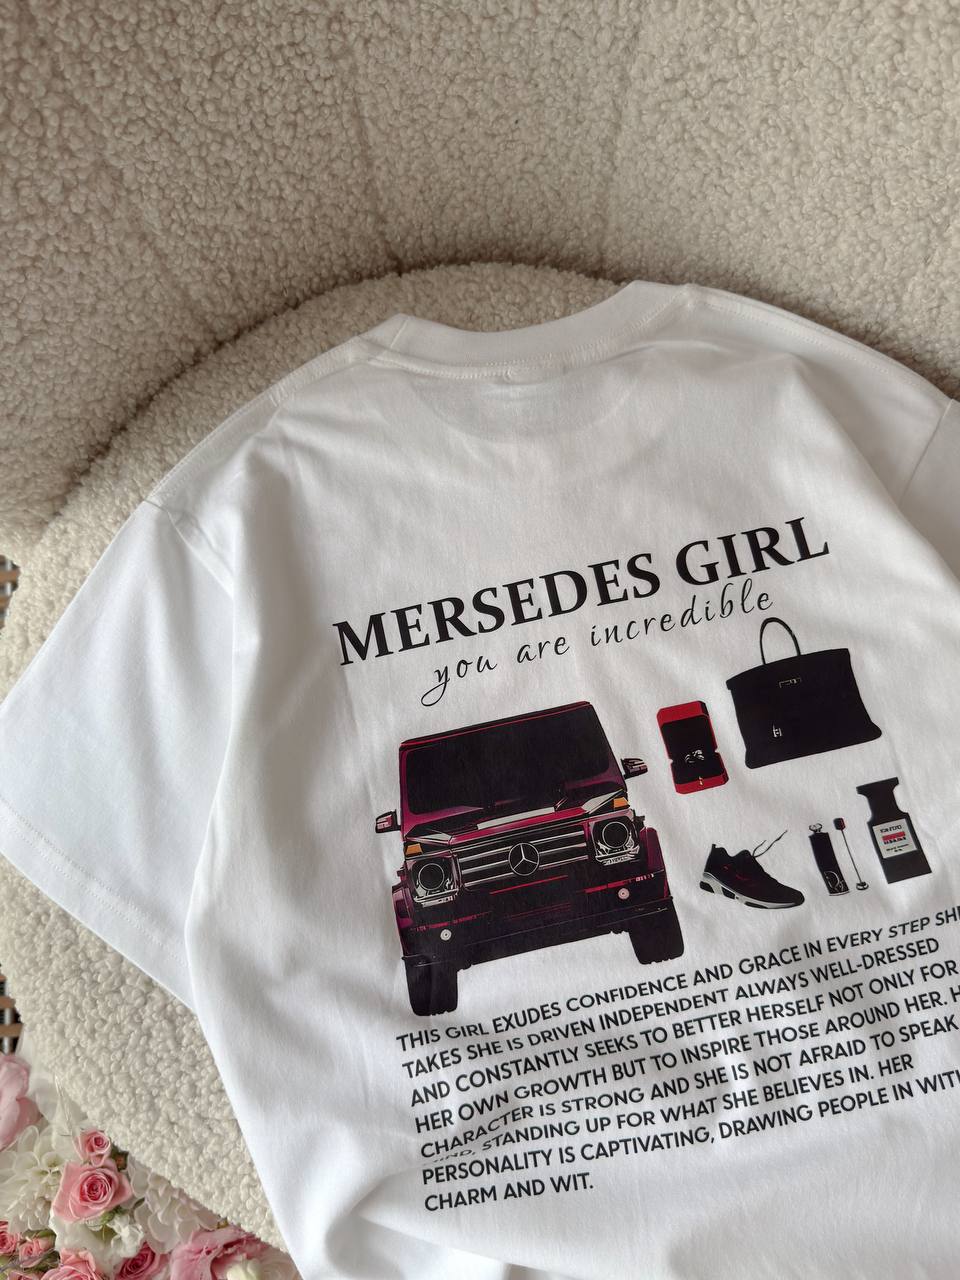 MERSEDES GIRL
you are incredible
TOM FORD
THIS GIRL EXUDES CONFIDENCE AND GRACE IN EVERY STEP SHE
TAKES SHE IS DRIVEN INDEPENDENT ALWAYS WELL-DRESSED
AND CONSTANTLY SEEKS TO BETTER HERSELF NOT ONLY FOR
HER OWN GROWTH BUT TO INSPIRE THOSE AROUND HER.
CHARACTER IS STRONG AND SHE IS NOT AFRAID TO SPEAK
STANDING UP FOR WHAT SHE BELIEVES IN. HER
PERSONALITY IS CAPTIVATING, DRAWING PEOPLE IN WITH
CHARM AND WIT.